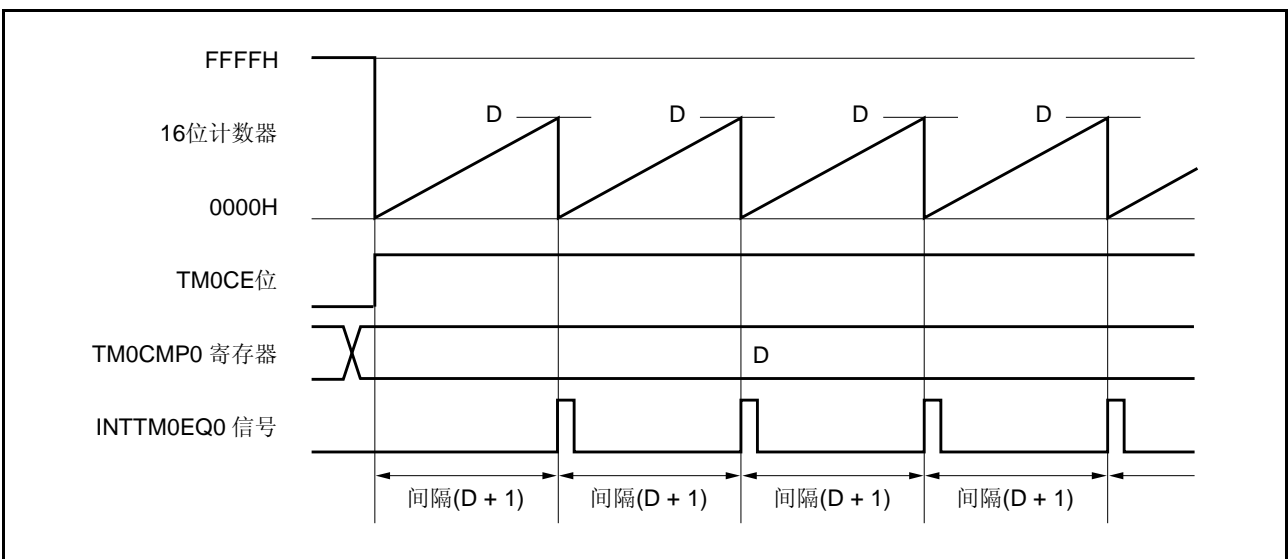 FFFFH
D D D D
16位计数器
0000H
TM0CE位
TM0CMP0 寄存器 D
INTTM0EQ0 信号
间隔(D + 1) 间隔(D + 1) 间隔(D + 1) 间隔(D + 1)